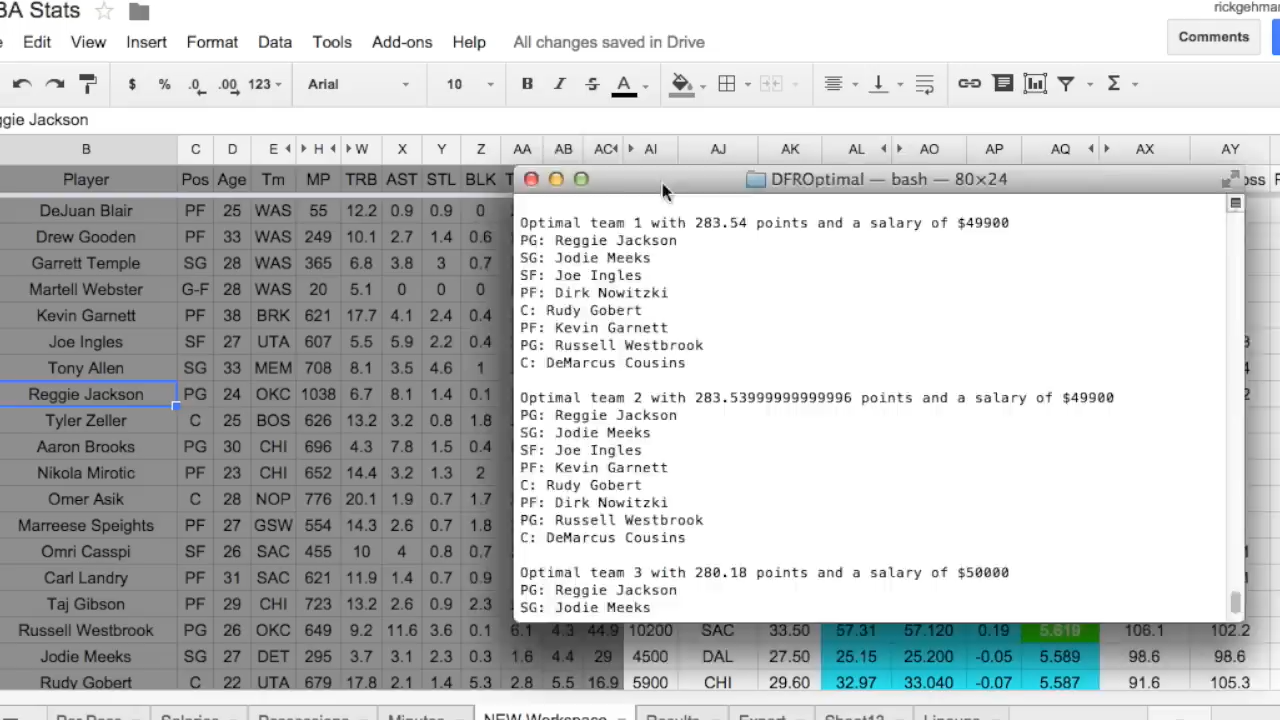 BA Stats
rickgehman
Edit View Insert Format Data Tools Add-ons Help All changes saved in Drive Comments
$ % .0 .00 123 Arial 10 B I S A Σ
ggie Jackson
B C D E H W X Y Z AA AB AC AI AJ AK AL AO AP AQ AX AY
Player Pos Age Tm MP TRB AST STL BLK
DFROptimal — bash — 80×24
DeJuan Blair PF 25 WAS 55 12.2 0.9 0.9 0
Drew Gooden PF 33 WAS 249 10.1 2.7 1.4 0.6
Garrett Temple SG 28 WAS 365 6.8 3.8 3 0.7
Martell Webster G-F 28 WAS 20 5.1 0 0 0
Kevin Garnett PF 38 BRK 621 17.7 4.1 2.4 0.4
Joe Ingles SF 27 UTA 607 5.5 5.9 2.2 0.4
Tony Allen SG 33 MEM 708 8.1 3.5 4.6 1
Reggie Jackson PG 24 OKC 1038 6.7 8.1 1.4 0.1
Tyler Zeller C 25 BOS 626 13.2 3.2 0.8 1.8
Aaron Brooks PG 30 CHI 696 4.3 7.8 1.5 0.4
Nikola Mirotic PF 23 CHI 652 14.4 3.2 1.3 2
Omer Asik C 28 NOP 776 20.1 1.9 0.7 1.7
Marreese Speights PF 27 GSW 554 14.3 2.6 0.7 1.8
Omri Casspi SF 26 SAC 455 10 4 0.8 0.7
Carl Landry PF 31 SAC 621 11.9 1.4 0.7 0.9
Taj Gibson PF 29 CHI 723 13.2 2.6 0.9 2.3
Russell Westbrook PG 26 OKC 649 9.2 11.6 3.6 0.1 6.1 4.3 44.9 10200 SAC 33.50 57.31 57.120 0.19 5.619 106.1 102.2
Jodie Meeks SG 27 DET 295 3.7 3.1 2.3 0.3 1.6 4.4 29 4500 DAL 27.50 25.15 25.200 -0.05 5.589 98.6 98.6
Rudy Gobert C 22 UTA 679 17.8 2.1 1.4 5.3 2.8 5.5 16.9 5900 CHI 29.60 32.97 33.040 -0.07 5.587 91.6 105.3
Optimal team 1 with 283.54 points and a salary of $49900
PG: Reggie Jackson
SG: Jodie Meeks
SF: Joe Ingles
PF: Dirk Nowitzki
C: Rudy Gobert
PF: Kevin Garnett
PG: Russell Westbrook
C: DeMarcus Cousins
Optimal team 2 with 283.53999999999996 points and a salary of $49900
PG: Reggie Jackson
SG: Jodie Meeks
SF: Joe Ingles
PF: Kevin Garnett
C: Rudy Gobert
PF: Dirk Nowitzki
PG: Russell Westbrook
C: DeMarcus Cousins
Optimal team 3 with 280.18 points and a salary of $50000
PG: Reggie Jackson
SG: Jodie Meeks
Per Poss Salaries Possessions Minutes NEW Workspace Results Export Sheet13 Lineups